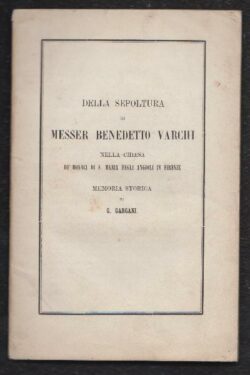 DELLA SEPOLTURA
DI
MESSER BENEDETTO VARCHI
NELLA CHIESA
DE' MONACI DI S. MARIA DEGLI ANGIOLI IN FIRENZE
MEMORIA STORICA
DI
G. GARGANI